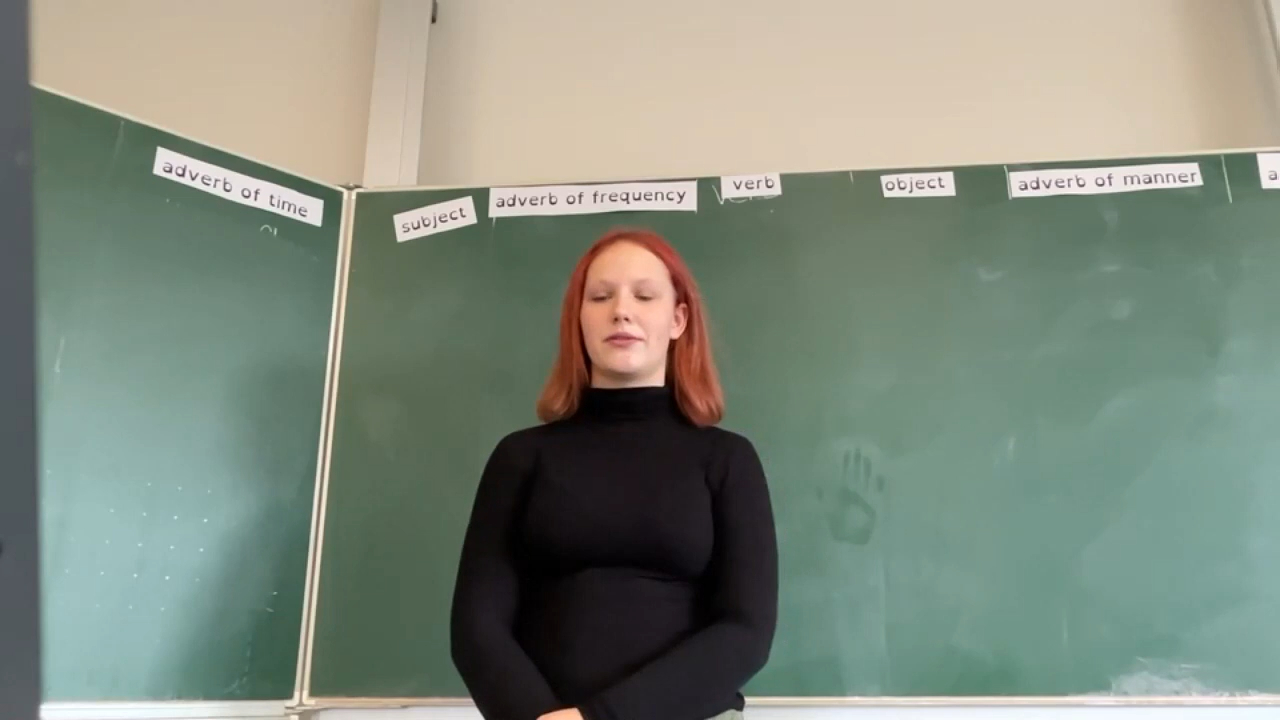 adverb of time
subject
adverb of frequency
verb
object
adverb of manner
a